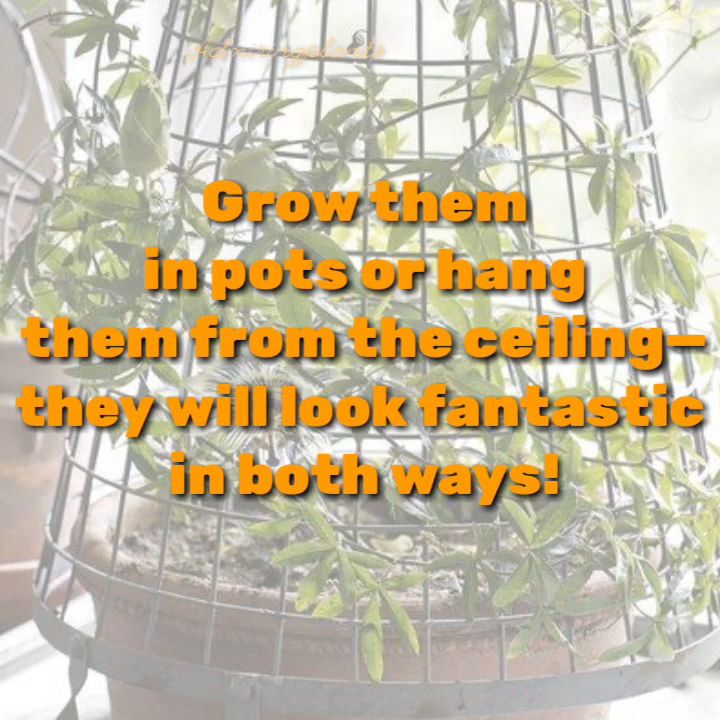 Grow them
in pots or hang
them from the ceiling—
they will look fantastic
in both ways!